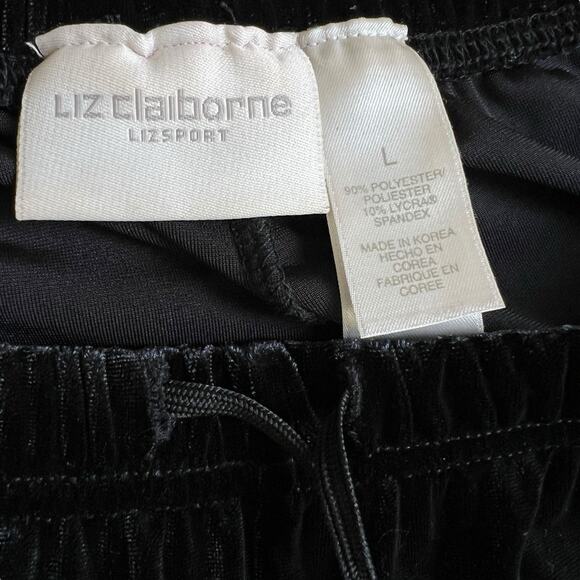 Liz claiborne
LIZSPORT
L
90% POLYESTER/
POLIESTER
10% LYCRA®
SPANDEX
MADE IN KOREA
HECHO EN
COREA
FABRIQUE EN
COREE